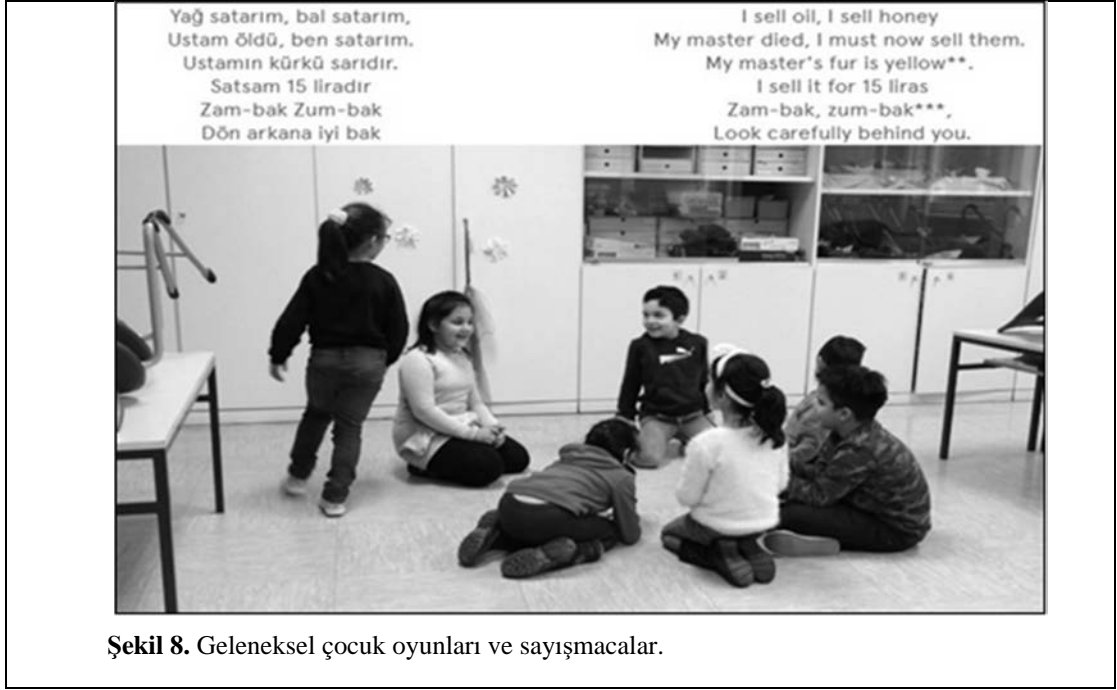 Yağ satarım, bal satarım,
Ustam öldü, ben satarım.
Ustamın kürkü sarıdır.
Satsam 15 liradır
Zam-bak Zum-bak
Dön arkana iyi bak
I sell oil, I sell honey
My master died, I must now sell them.
My master's fur is yellow**.
I sell it for 15 liras
Zam-bak, zum-bak***,
Look carefully behind you.
Şekil 8. Geleneksel çocuk oyunları ve sayışmacalar.